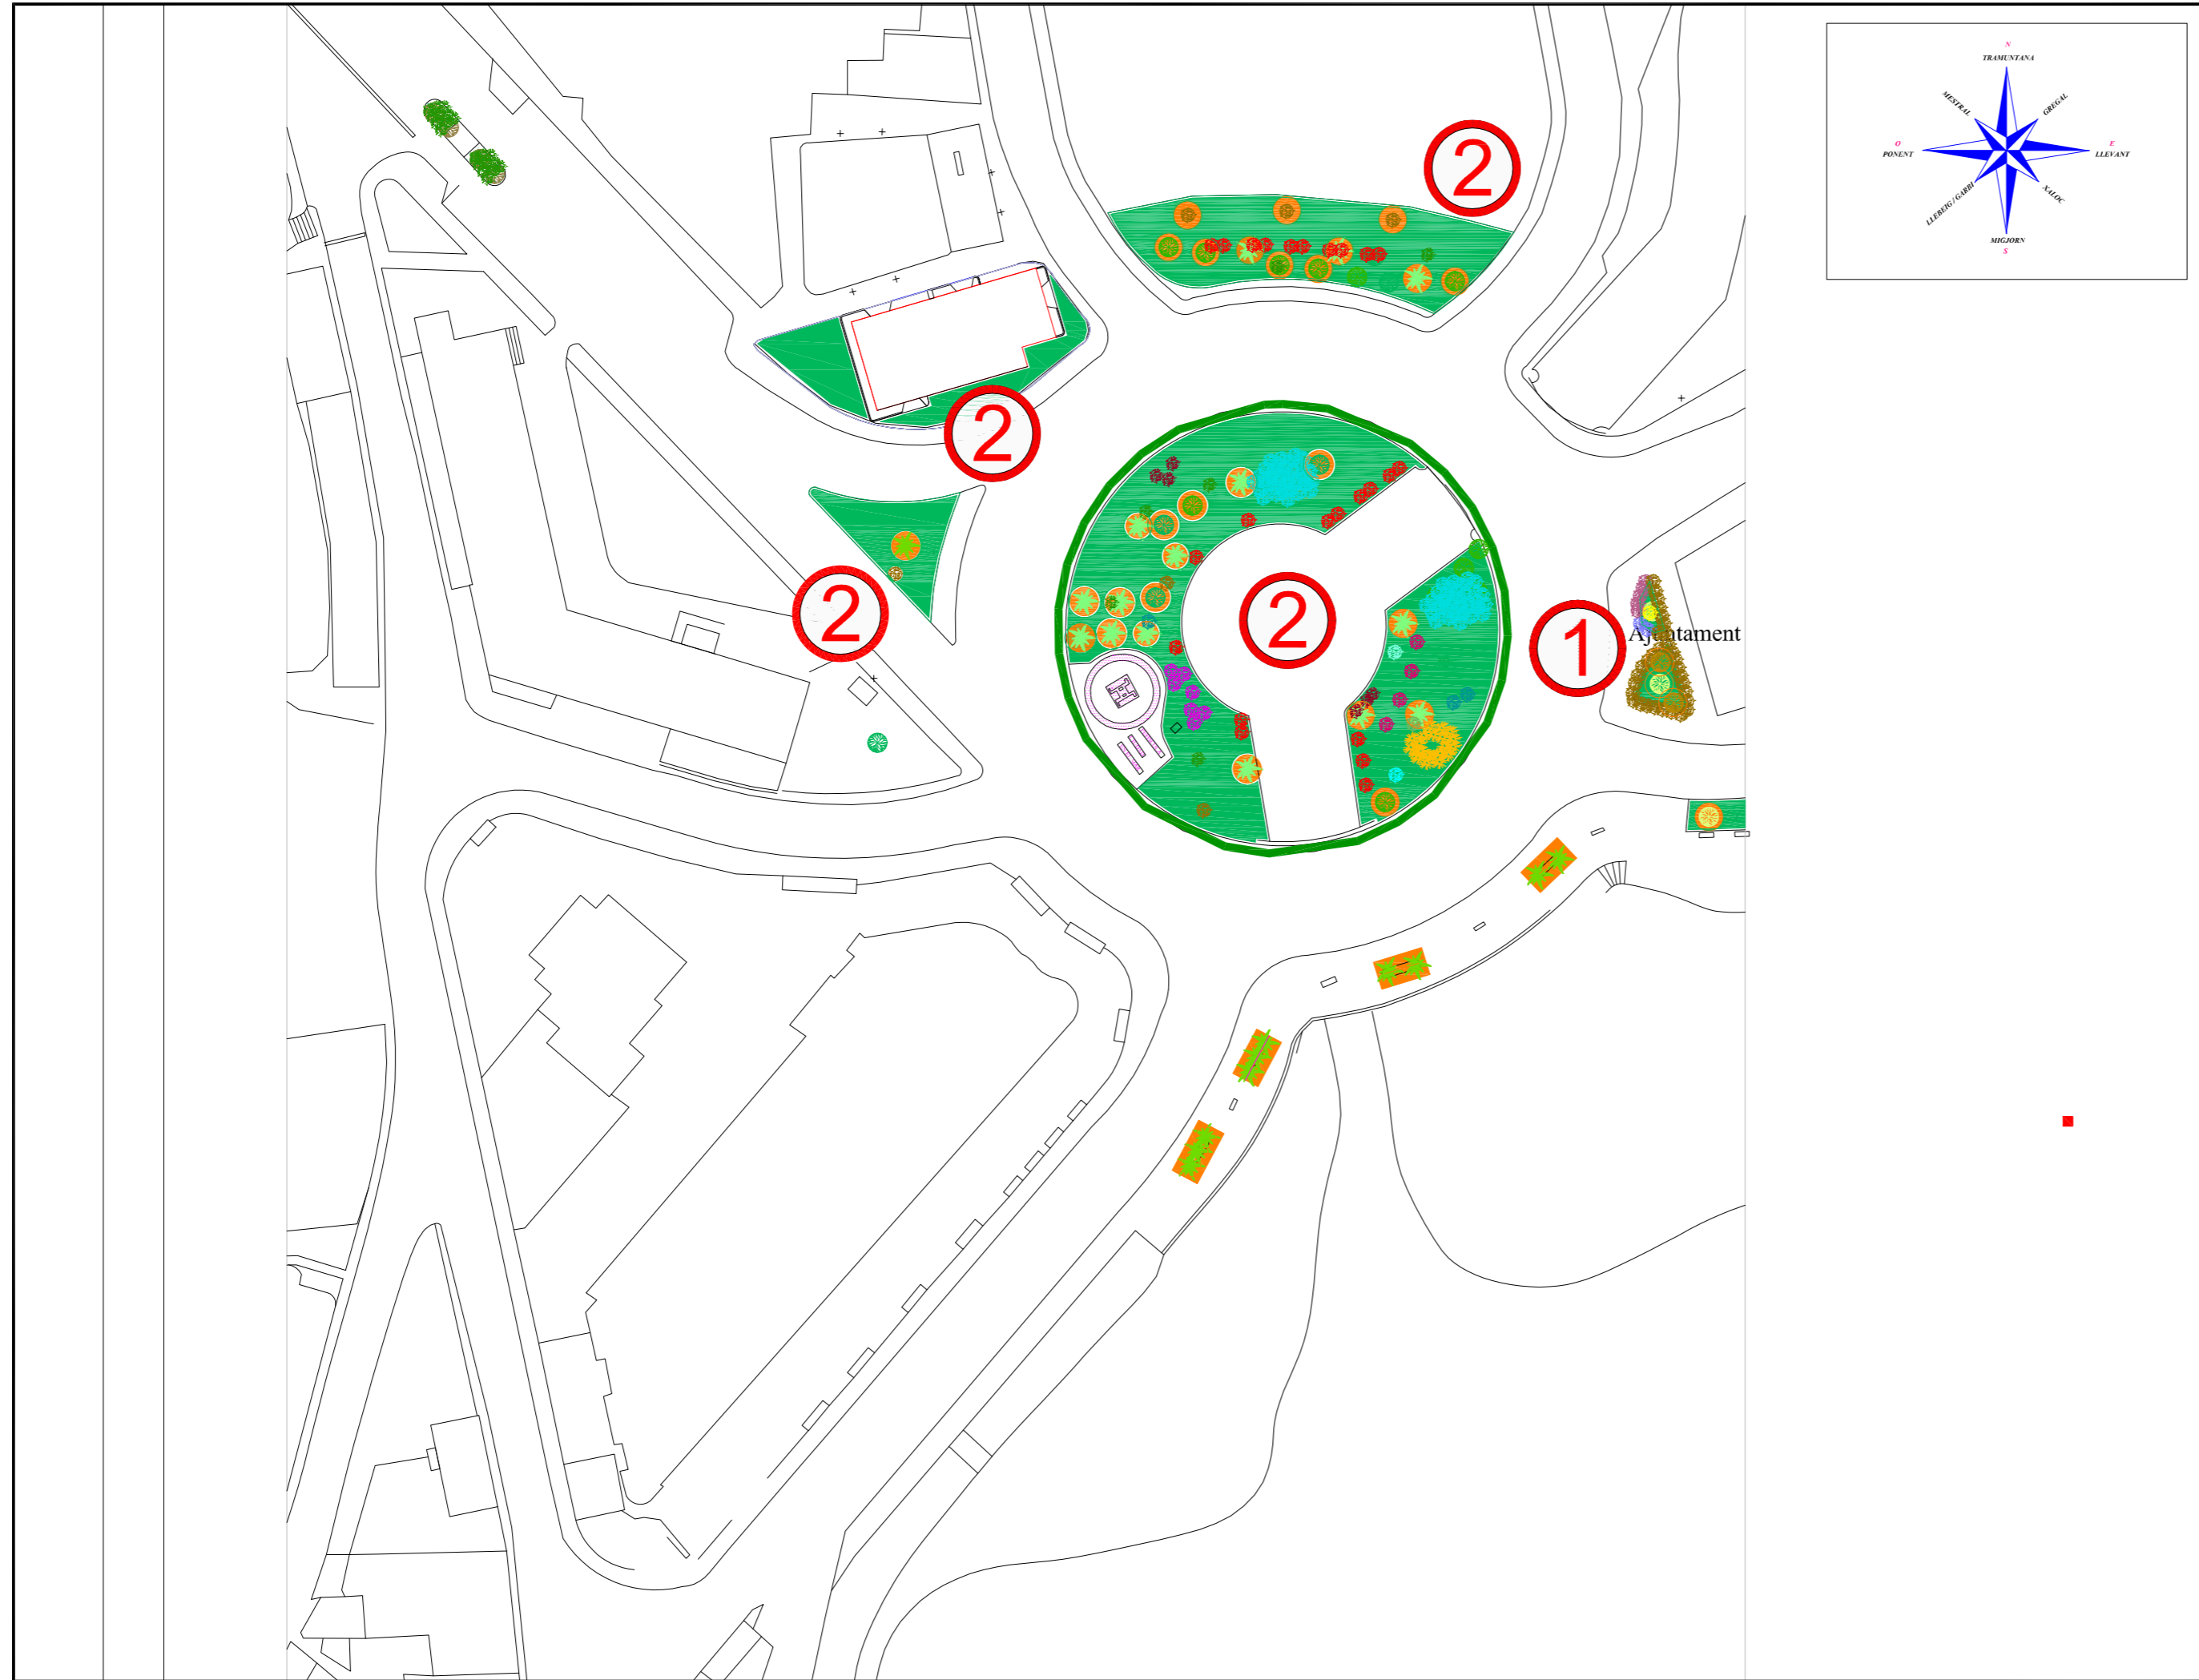 N
TRAMUNTANA
MESTRAL
GREGAL
O
PONENT
E
LLEVANT
LLEBEIG / GARBÍ
XALOC
MIGJORN
S
2
2
2
2
1
Ajuntament